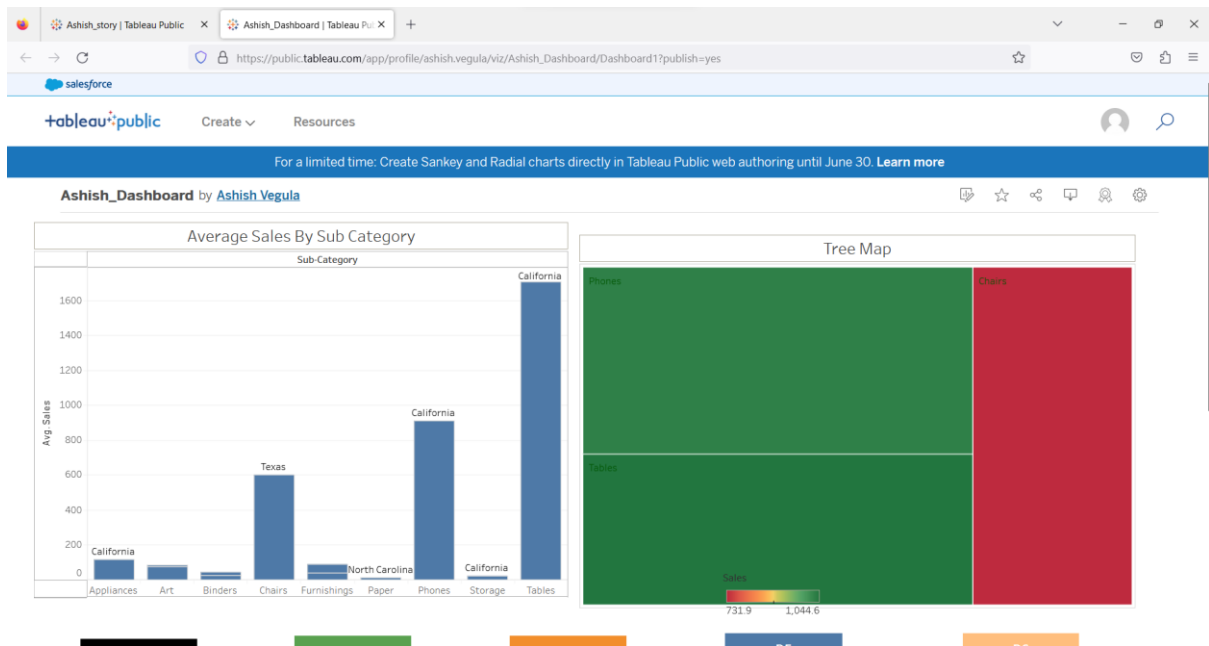 Ashish_story | Tableau Public
Ashish_Dashboard | Tableau Pu
https://public.tableau.com/app/profile/ashish.vegula/viz/Ashish_Dashboard/Dashboard1?publish=yes
salesforce
+ableau public
Create
Resources
For a limited time: Create Sankey and Radial charts directly in Tableau Public web authoring until June 30. Learn more
Ashish_Dashboard by Ashish Vegula
Average Sales By Sub Category
Sub-Category
Avg. Sales
1600
1400
1200
1000
800
600
400
200
0
California
Texas
North Carolina
California
California
California
Appliances
Art
Binders
Chairs
Furnishings
Paper
Phones
Storage
Tables
Tree Map
Phones
Chairs
Tables
Sales
731.9
1,044.6